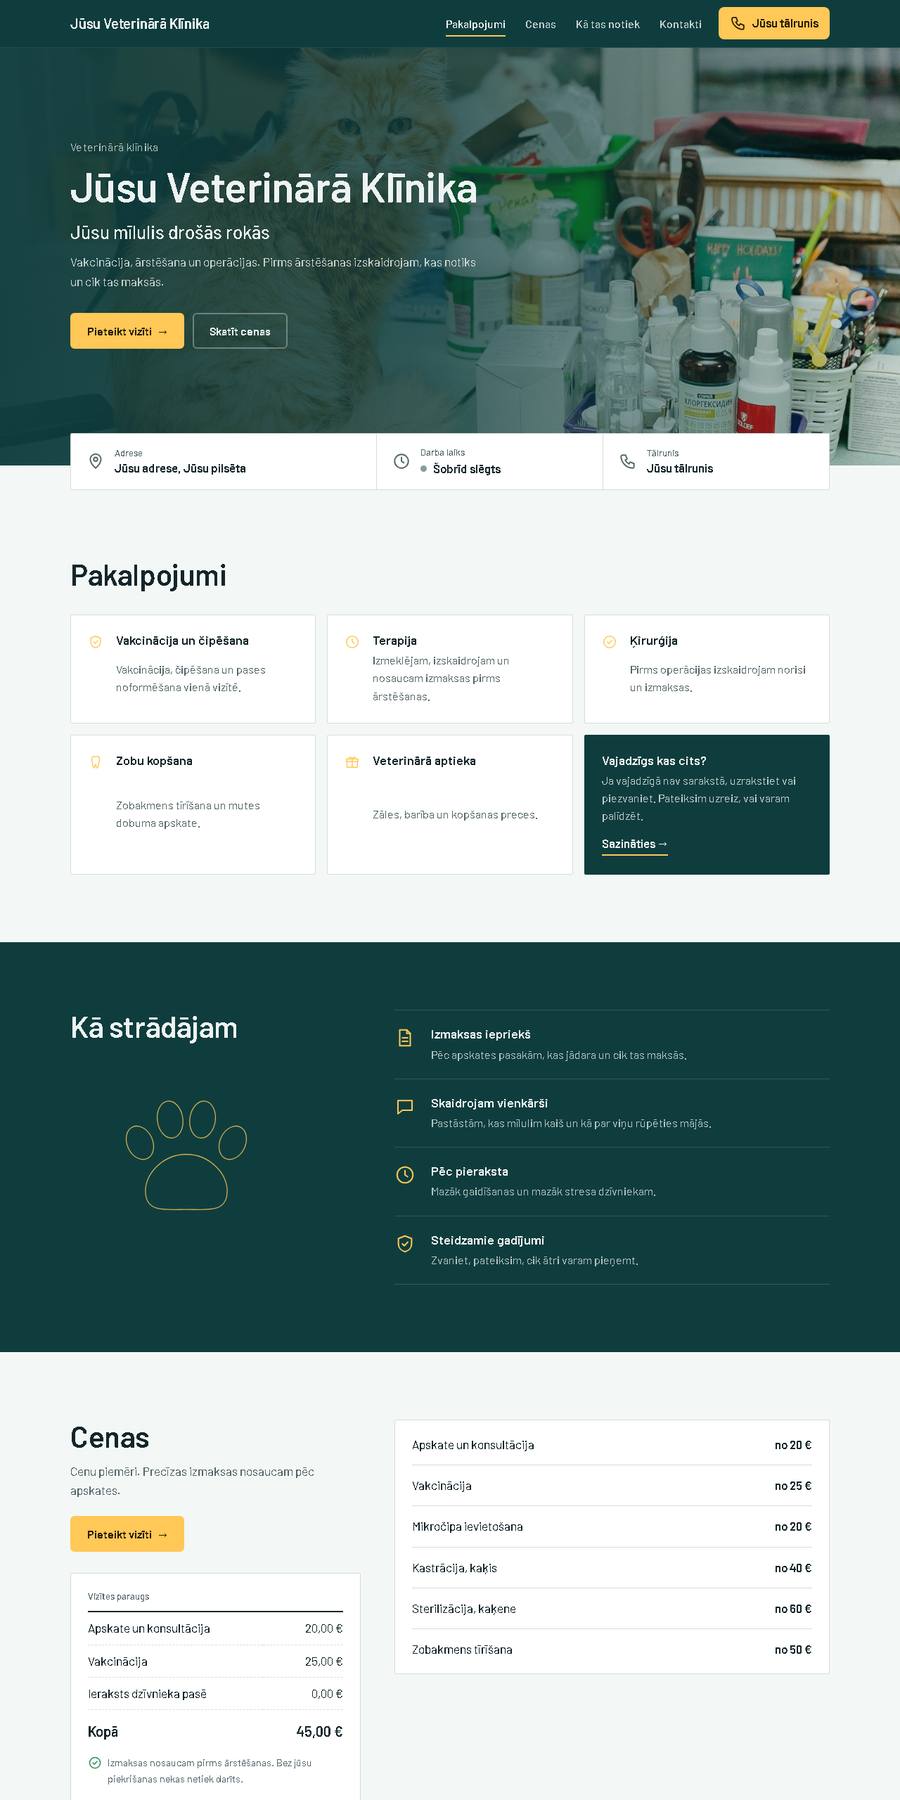 Jūsu Veterinārā Klīnika
Pakalpojumi
Cenas
Kā tas notiek
Kontakti
Jūsu tālrunis
Veterinārā klīnika
Jūsu Veterinārā Klīnika
Jūsu mīlulis drošās rokās
Vakcinācija, ārstēšana un operācijas. Pirms ārstēšanas izskaidrojam, kas notiks
un cik tas maksās.
Pieteikt vizīti →
Skatīt cenas
HAPPY HOLIDAYS!
ХЛОРГЕКСИДИН
Adrese
Jūsu adrese, Jūsu pilsēta
Darba laiks
Šobrīd slēgts
Tālrunis
Jūsu tālrunis
Pakalpojumi
Vakcinācija un čipēšana
Vakcinācija, čipēšana un pases
noformēšana vienā vizītē.
Terapija
Izmeklējam, izskaidrojam un
nosaucam izmaksas pirms
ārstēšanas.
Ķirurģija
Pirms operācijas izskaidrojam norisi
un izmaksas.
Zobu kopšana
Zobakmens tīrīšana un mutes
dobuma apskate.
Veterinārā aptieka
Zāles, barība un kopšanas preces.
Vajadzīgs kas cits?
Ja vajadzīgā nav sarakstā, uzrakstiet vai
piezvaniet. Pateiksim uzreiz, vai varam
palīdzēt.
Sazināties →
Kā strādājam
Izmaksas iepriekš
Pēc apskates pasakām, kas jādara un cik tas maksās.
Skaidrojam vienkārši
Pastāstām, kas mīlulim kaiš un kā par viņu rūpēties mājās.
Pēc pieraksta
Mazāk gaidīšanas un mazāk stresa dzīvniekam.
Steidzamie gadījumi
Zvaniet, pateiksim, cik ātri varam pieņemt.
Cenas
Cenu piemēri. Precīzas izmaksas nosaucam pēc
apskates.
Pieteikt vizīti →
Apskate un konsultācija no 20 €
Vakcinācija no 25 €
Mikročipa ievietošana no 20 €
Kastrācija, kaķis no 40 €
Sterilizācija, kaķene no 60 €
Zobakmens tīrīšana no 50 €
Vizītes paraugs
Apskate un konsultācija 20,00 €
Vakcinācija 25,00 €
Ieraksts dzīvnieka pasē 0,00 €
Kopā 45,00 €
Izmaksas nosaucam pirms ārstēšanas. Bez jūsu
piekrišanas nekas netiek darīts.